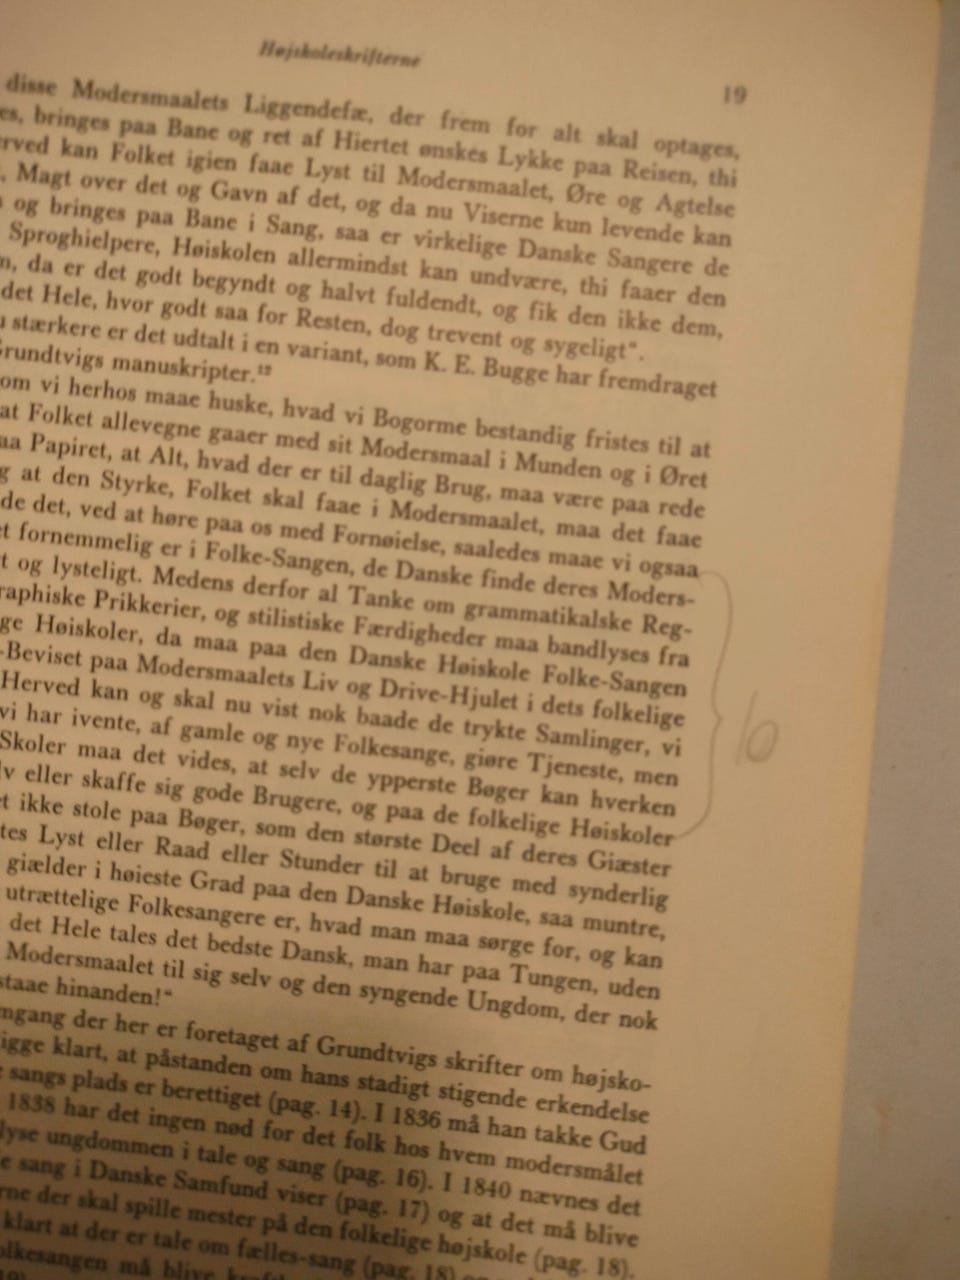 Højskoleskrifterne
19
disse Modersmaalets Liggendefæ, der frem for alt skal optages,
es, bringes paa Bane og ret af Hiertet ønskes Lykke paa Reisen, thi
erved kan Folket igien faae Lyst til Modersmaalet, Øre og Agtelse
, Magt over det og Gavn af det, og da nu Viserne kun levende kan
og bringes paa Bane i Sang, saa er virkelige Danske Sangere de
Sproghielpere, Høiskolen allermindst kan undvære, thi faaer den
m, da er det godt begyndt og halvt fuldendt, og fik den ikke dem,
det Hele, hvor godt saa for Resten, dog trevent og sygeligt“.
u stærkere er det udtalt i en variant, som K. E. Bugge har fremdraget
Grundtvigs manuskripter.¹²
om vi herhos maae huske, hvad vi Bogorme bestandig fristes til at
at Folket allevegne gaaer med sit Modersmaal i Munden og i Øret
aa Papiret, at Alt, hvad der er til daglig Brug, maa være paa rede
g at den Styrke, Folket skal faae i Modersmaalet, maa det faae
de det, ved at høre paa os med Fornøielse, saaledes maae vi ogsaa
et fornemmelig er i Folke-Sangen, de Danske finde deres Moders-
t og lysteligt. Medens derfor al Tanke om grammatikalske Reg-
raphiske Prikkerier, og stilistiske Færdigheder maa bandlyses fra
ge Høiskoler, da maa paa den Danske Høiskole Folke-Sangen
-Beviset paa Modersmaalets Liv og Drive-Hjulet i dets folkelige
Herved kan og skal nu vist nok baade de trykte Samlinger, vi
vi har ivente, af gamle og nye Folkesange, giøre Tjeneste, men
Skoler maa det vides, at selv de ypperste Bøger kan hverken
lv eller skaffe sig gode Brugere, og paa de folkelige Høiskoler
et ikke stole paa Bøger, som den største Deel af deres Giæster
tes Lyst eller Raad eller Stunder til at bruge med synderlig
giælder i høieste Grad paa den Danske Høiskole, saa muntre,
utrættelige Folkesangere er, hvad man maa sørge for, og kan
det Hele tales det bedste Dansk, man har paa Tungen, uden
Modersmaalet til sig selv og den syngende Ungdom, der nok
staae hinanden!“
mgang der her er foretaget af Grundtvigs skrifter om højsko-
igge klart, at påstanden om hans stadigt stigende erkendelse
sangs plads er berettiget (pag. 14). I 1836 må han takke Gud
1838 har det ingen nød for det folk hos hvem modersmålet
lyse ungdommen i tale og sang (pag. 16). I 1840 nævnes det
e sang i Danske Samfund viser (pag. 17) og at det må blive
rne der skal spille mester på den folkelige højskole (pag. 18).
klart at der er tale om fælles-sang (pag. 18)
olkesangen må blive